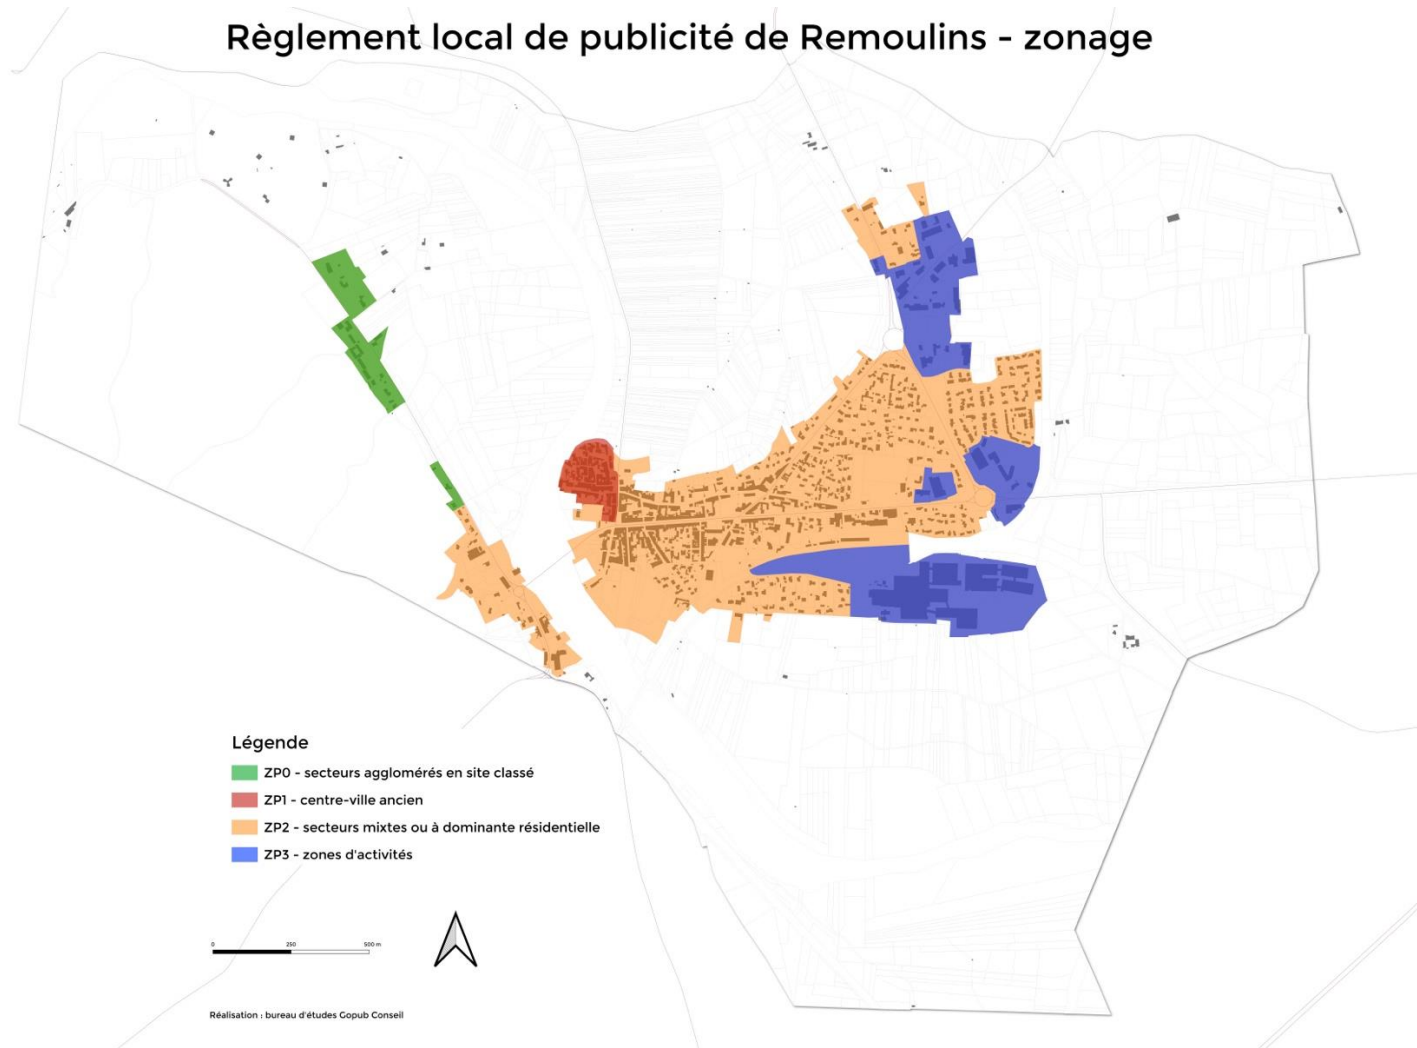 Règlement local de publicité de Remoulins - zonage
Légende
ZP0 - secteurs agglomérés en site classé
ZP1 - centre-ville ancien
ZP2 - secteurs mixtes ou à dominante résidentielle
ZP3 - zones d'activités
0 250 500 m
Réalisation : bureau d'études Gopub Conseil